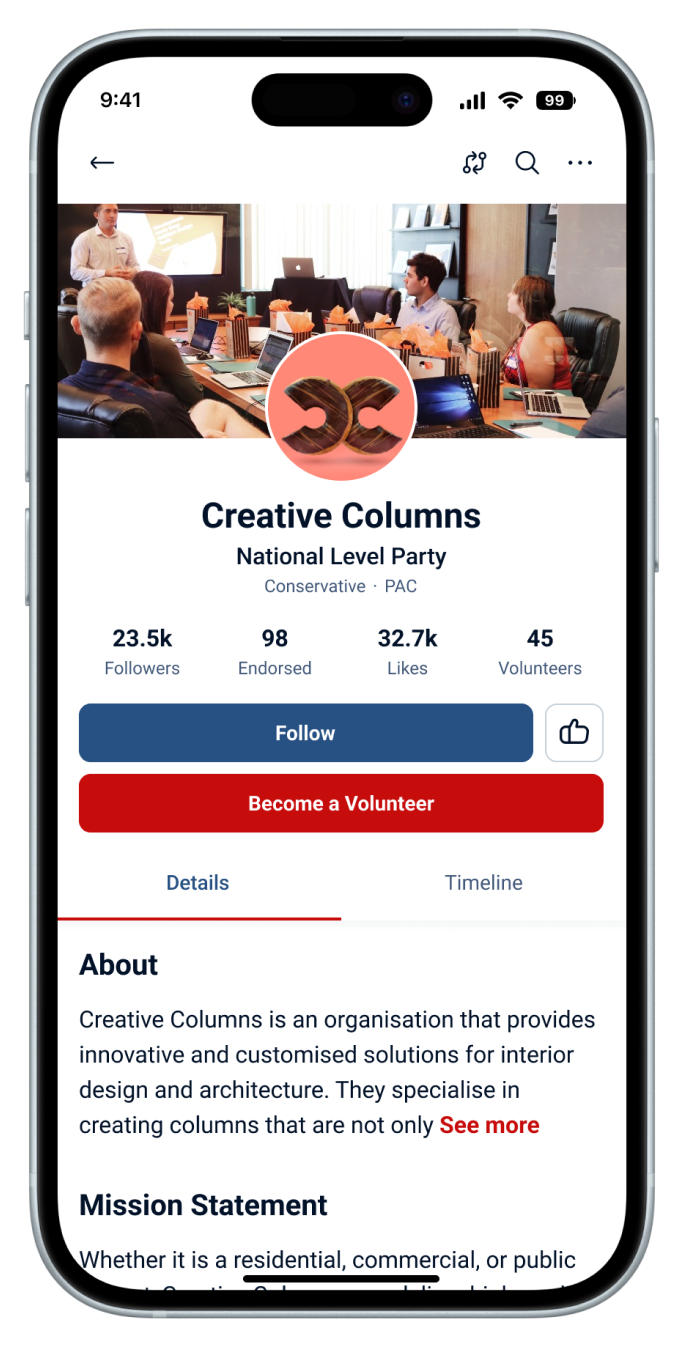 9:41
99
Creative Columns
National Level Party
Conservative · PAC
23.5k 98 32.7k 45
Followers Endorsed Likes Volunteers
Follow
Become a Volunteer
Details Timeline
About
Creative Columns is an organisation that provides
innovative and customised solutions for interior
design and architecture. They specialise in
creating columns that are not only See more
Mission Statement
Whether it is a residential, commercial, or public